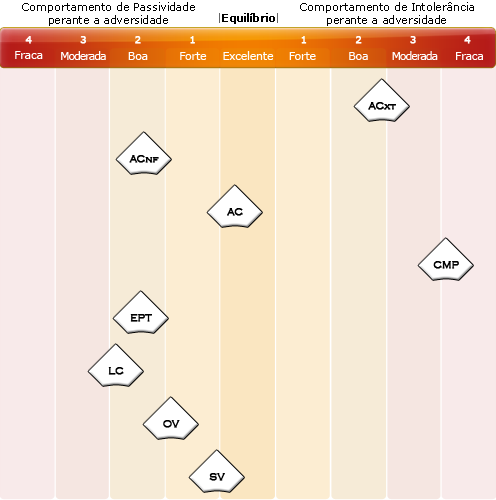 Comportamento de Passividade
perante a adversidade
|Equilíbrio|
Comportamento de Intolerância
perante a adversidade
4 3 2 1 1 2 3 4
Fraca Moderada Boa Forte Excelente Forte Boa Moderada Fraca
ACXT
ACNF
AC
CMP
EPT
LC
OV
SV